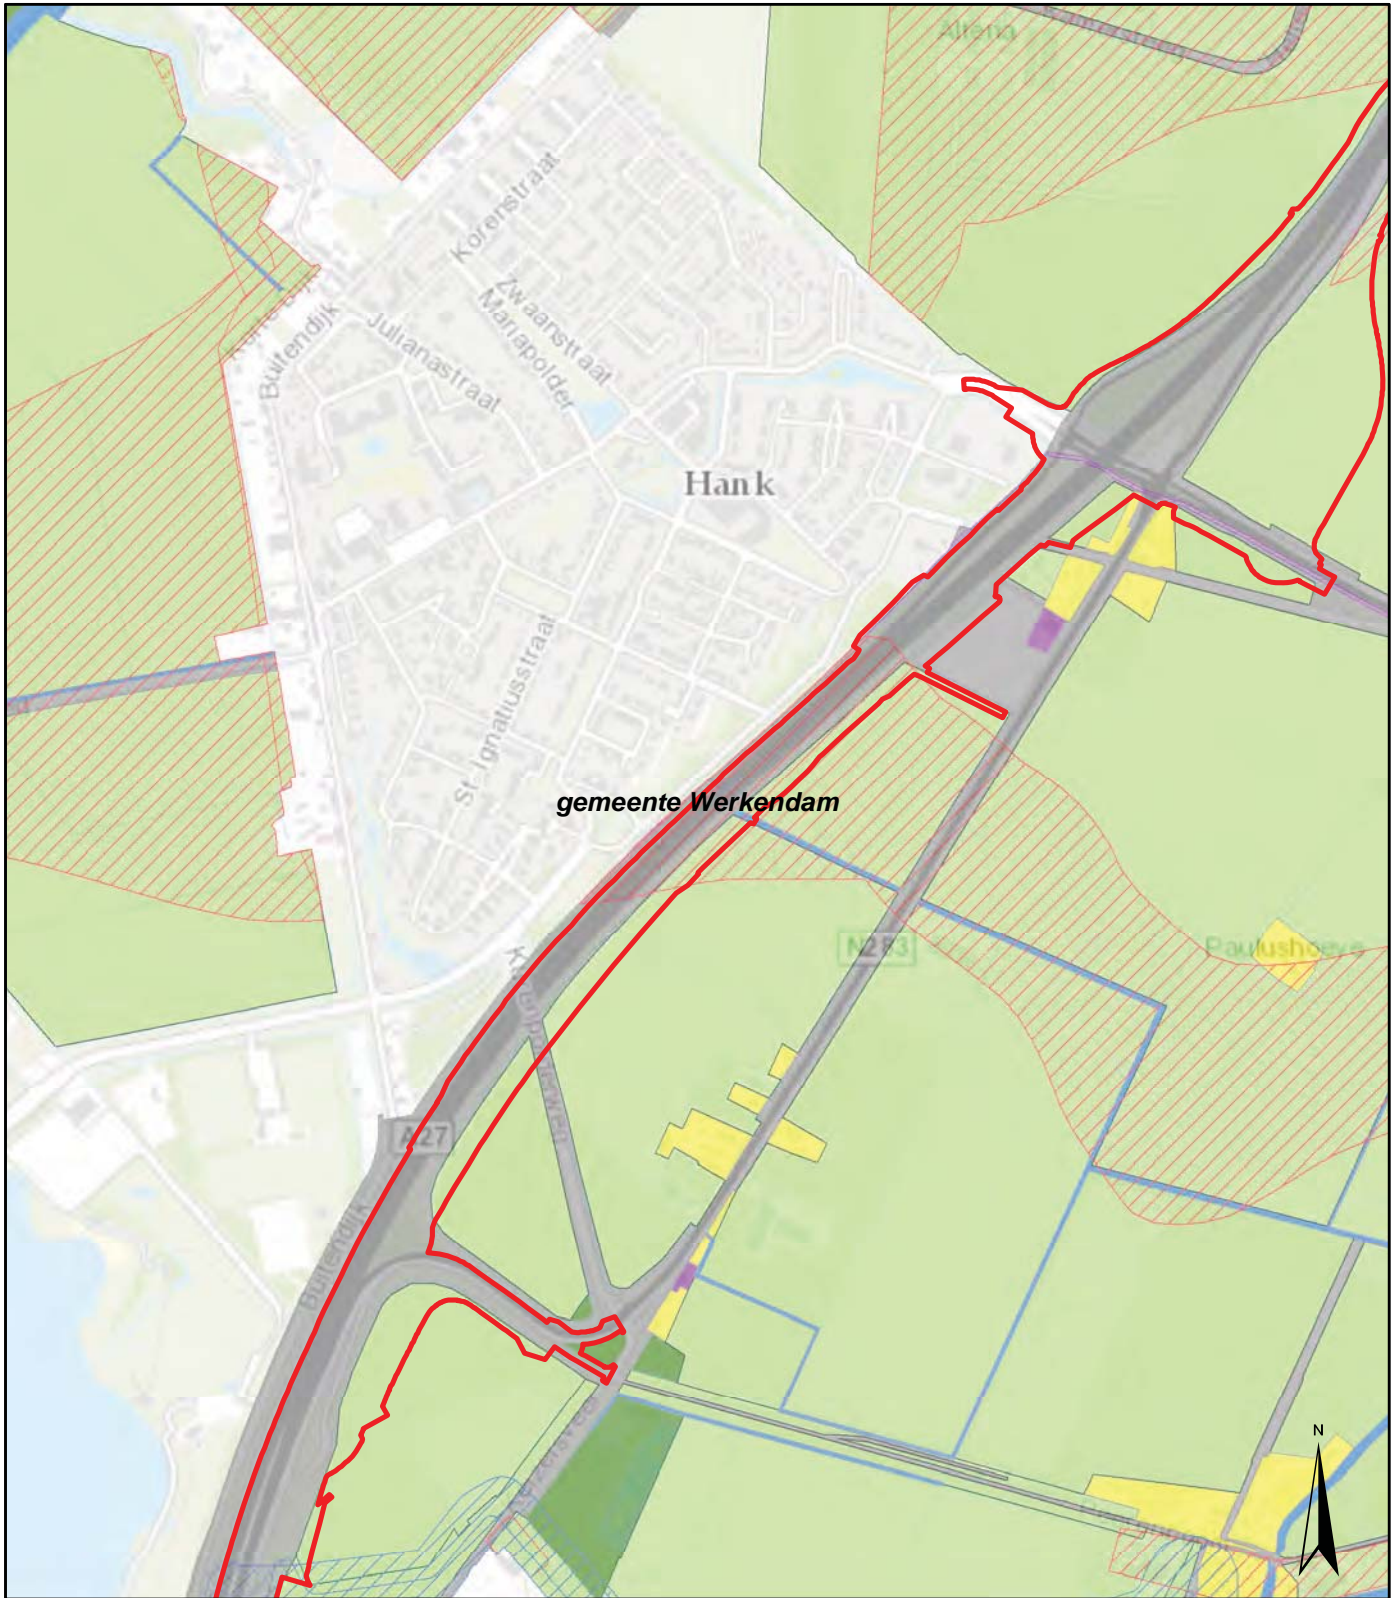 Altena
Korenstraat
Zwaanstraat
Mariapolder
Buitendijk
Julianastraat
Hank
St. Ignatiusstraat
gemeente Werkendam
N283
Paulushoeve
A27
Buitendijk
N